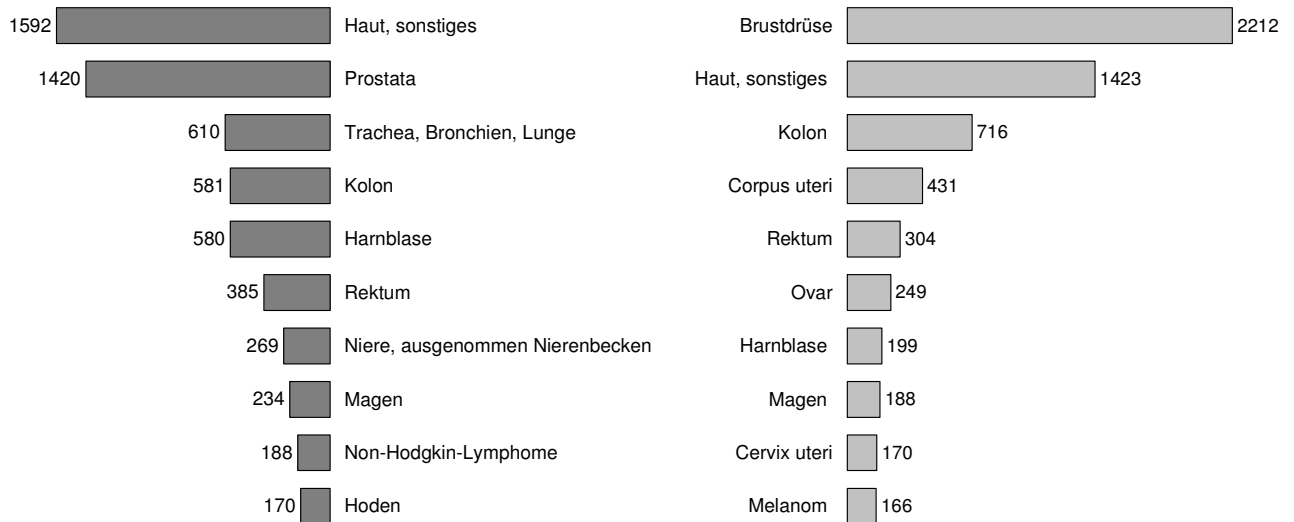 1592 Haut, sonstiges Brustdrüse 2212
1420 Prostata Haut, sonstiges 1423
610 Trachea, Bronchien, Lunge Kolon 716
581 Kolon Corpus uteri 431
580 Harnblase Rektum 304
385 Rektum Ovar 249
269 Niere, ausgenommen Nierenbecken Harnblase 199
234 Magen Magen 188
188 Non-Hodgkin-Lymphome Cervix uteri 170
170 Hoden Melanom 166